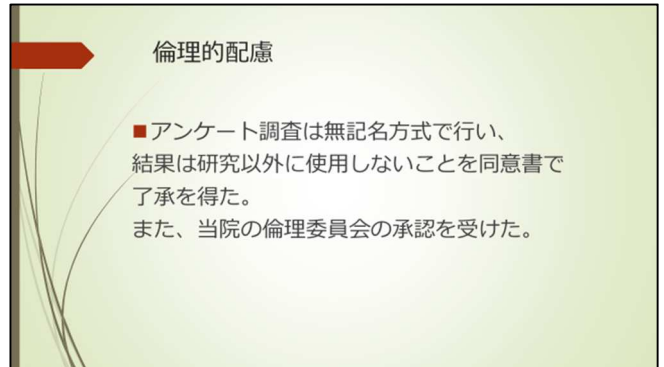 倫理的配慮
■アンケート調査は無記名方式で行い、
結果は研究以外に使用しないことを同意書で
了承を得た。
また、当院の倫理委員会の承認を受けた。